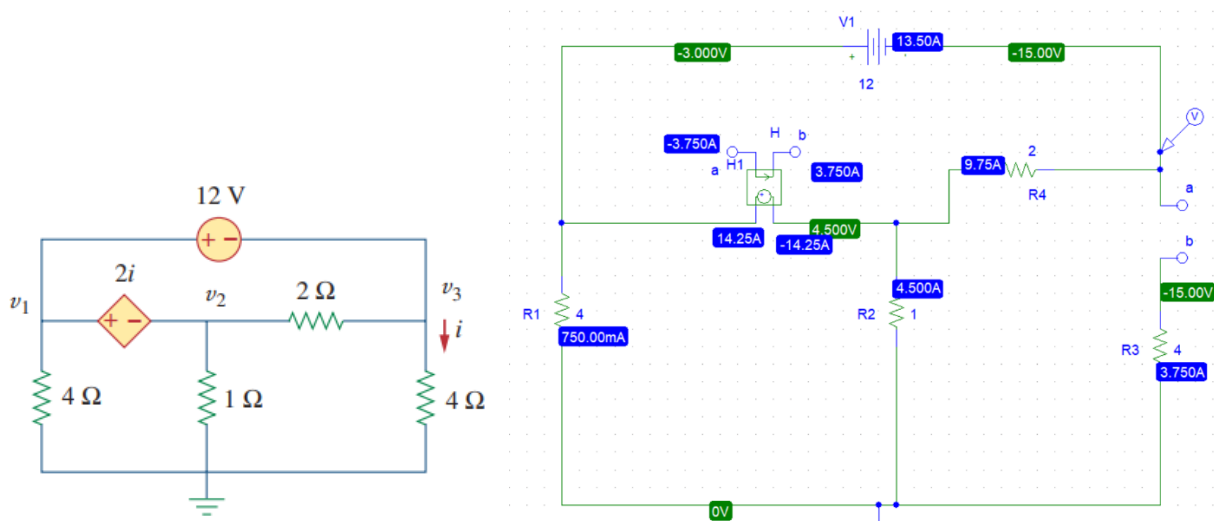 12 V
+ −
2i
v₁
+ −
v₂
2 Ω
v₃
i
4 Ω
1 Ω
4 Ω
V1
-3.000V
13.50A
-15.00V
+
-
12
V
-3.750A
H
b
H1
a
3.750A
9.75A
2
R4
a
14.25A
4.500V
-14.25A
b
4.500A
-15.00V
R1
4
R2
1
750.00mA
R3
4
3.750A
0V